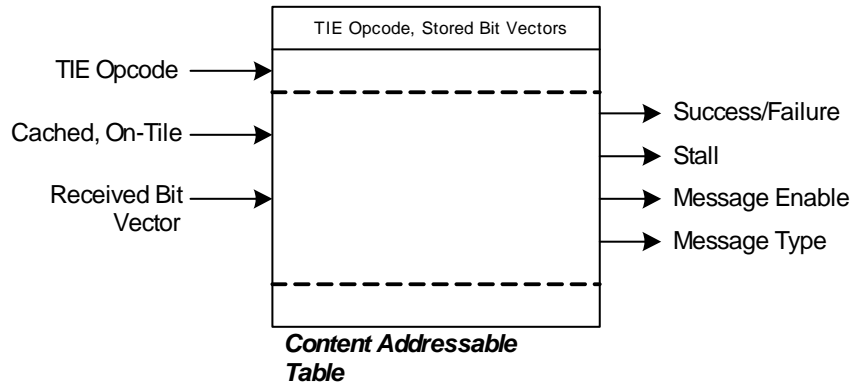 TIE Opcode, Stored Bit Vectors
TIE Opcode
Cached, On-Tile
Received Bit
Vector
Success/Failure
Stall
Message Enable
Message Type
Content Addressable
Table